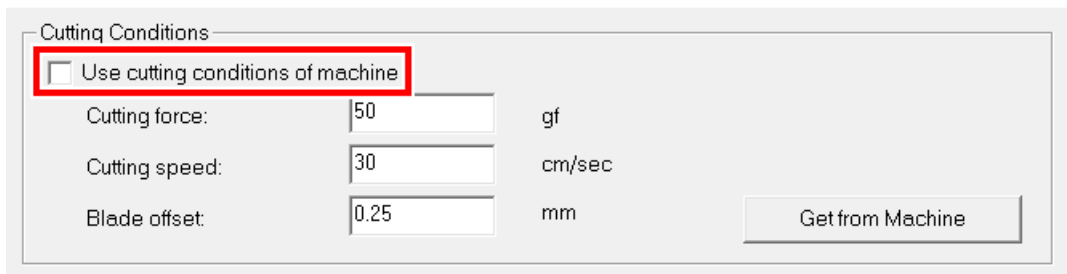 Cutting Conditions
Use cutting conditions of machine
Cutting force: 50 gf
Cutting speed: 30 cm/sec
Blade offset: 0.25 mm Get from Machine